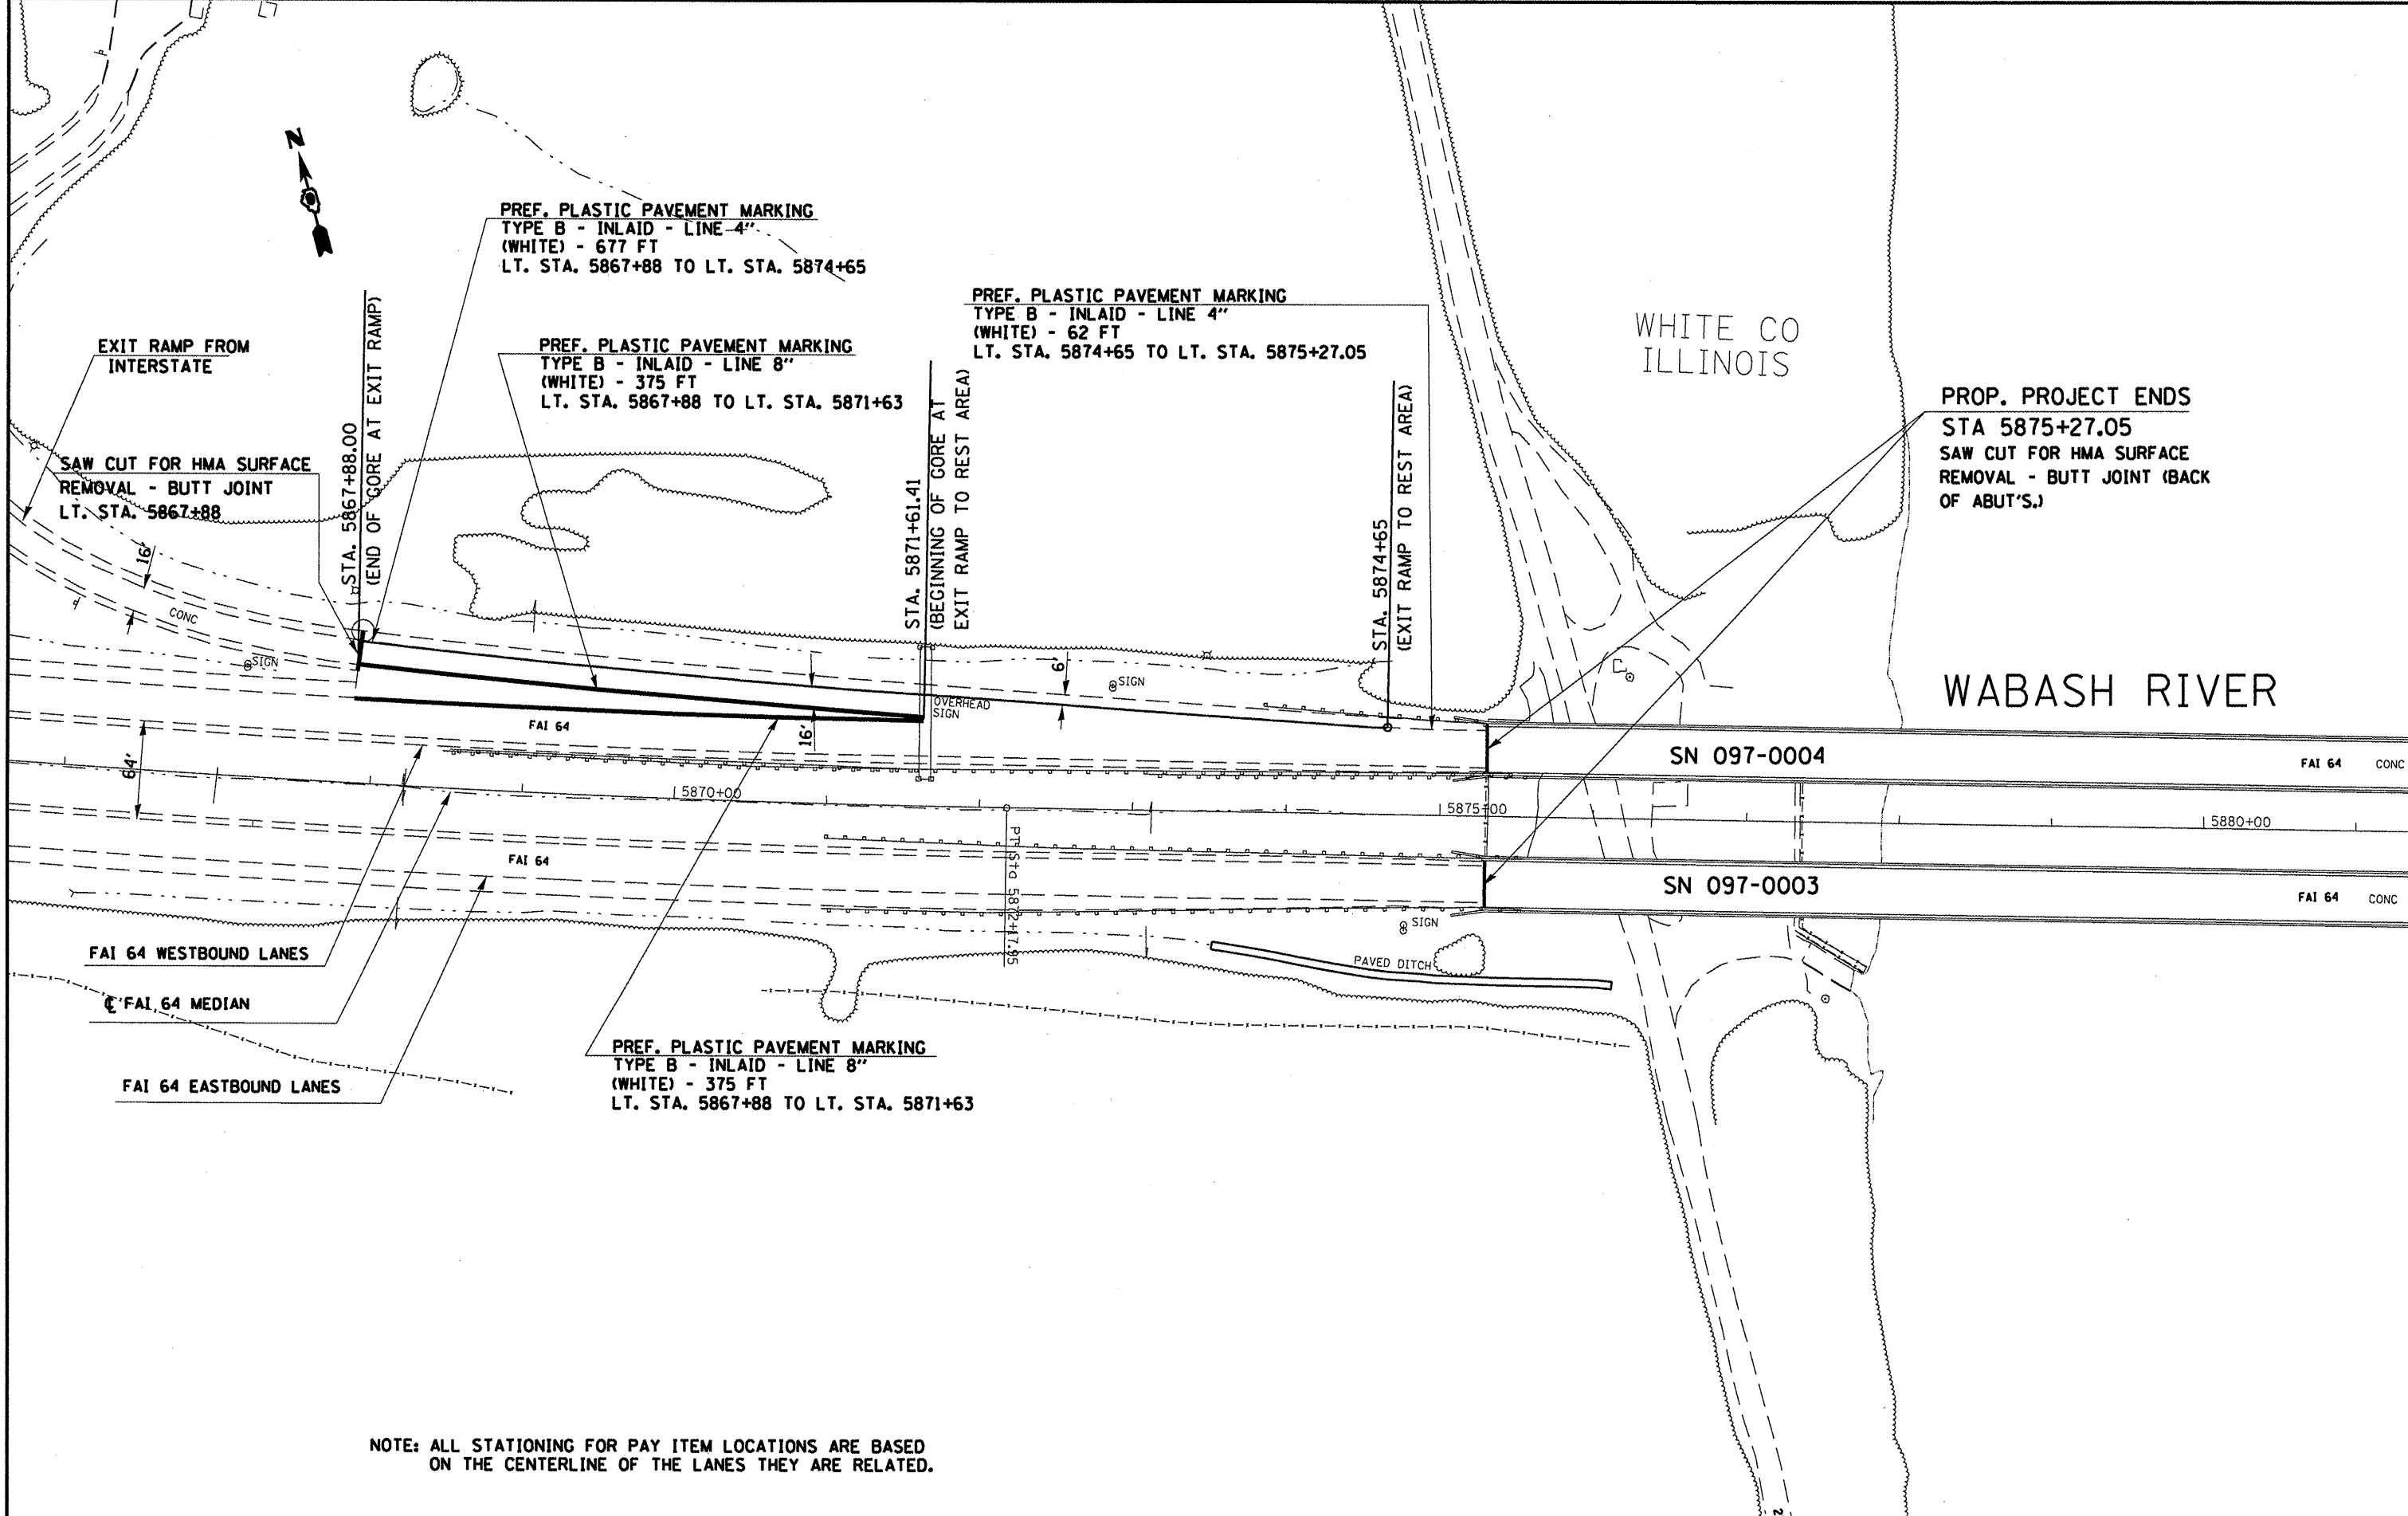 N
PREF. PLASTIC PAVEMENT MARKING
TYPE B - INLAID - LINE 4"
(WHITE) - 677 FT
LT. STA. 5867+88 TO LT. STA. 5874+65
PREF. PLASTIC PAVEMENT MARKING
TYPE B - INLAID - LINE 4"
(WHITE) - 62 FT
LT. STA. 5874+65 TO LT. STA. 5875+27.05
WHITE CO
ILLINOIS
EXIT RAMP FROM
INTERSTATE
PREF. PLASTIC PAVEMENT MARKING
TYPE B - INLAID - LINE 8"
(WHITE) - 375 FT
LT. STA. 5867+88 TO LT. STA. 5871+63
PROP. PROJECT ENDS
STA 5875+27.05
SAW CUT FOR HMA SURFACE
REMOVAL - BUTT JOINT (BACK
OF ABUT'S.)
SAW CUT FOR HMA SURFACE
REMOVAL - BUTT JOINT
LT. STA. 5867+88
STA. 5867+88.00
(END OF GORE AT EXIT RAMP)
STA. 5871+61.41
(BEGINNING OF GORE AT
EXIT RAMP TO REST AREA)
STA. 5874+65
(EXIT RAMP TO REST AREA)
16'
CONC
SIGN
6'
SIGN
OVERHEAD
SIGN
WABASH RIVER
FAI 64
16'
64'
SN 097-0004
FAI 64 CONC
5870+00
5875+00
5880+00
PT Sta 5872+17.95
FAI 64
SN 097-0003
FAI 64 CONC
SIGN
PAVED DITCH
FAI 64 WESTBOUND LANES
℄ FAI 64 MEDIAN
FAI 64 EASTBOUND LANES
PREF. PLASTIC PAVEMENT MARKING
TYPE B - INLAID - LINE 8"
(WHITE) - 375 FT
LT. STA. 5867+88 TO LT. STA. 5871+63
NOTE: ALL STATIONING FOR PAY ITEM LOCATIONS ARE BASED
ON THE CENTERLINE OF THE LANES THEY ARE RELATED.